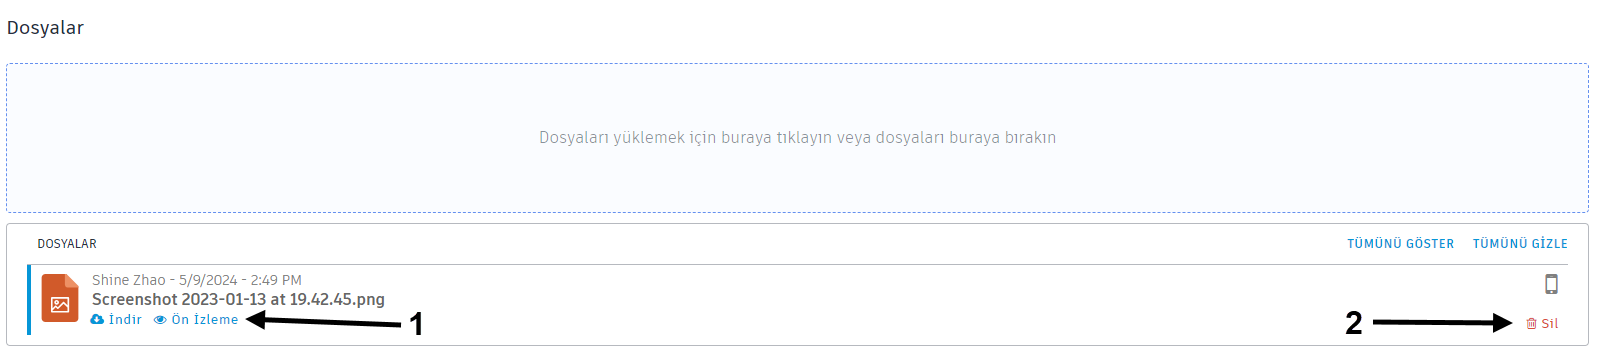 Dosyalar
Dosyaları yüklemek için buraya tıklayın veya dosyaları buraya bırakın
DOSYALAR
TÜMÜNÜ GÖSTER TÜMÜNÜ GİZLE
Shine Zhao - 5/9/2024 - 2:49 PM
Screenshot 2023-01-13 at 19.42.45.png
İndir Ön İzleme
1
2
Sil